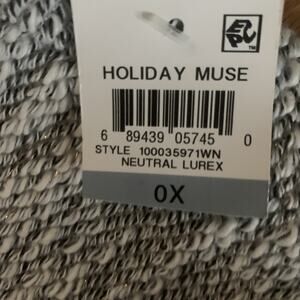 HOLIDAY MUSE
6 89439 05745 0
STYLE 100035971WN
NEUTRAL LUREX
0X